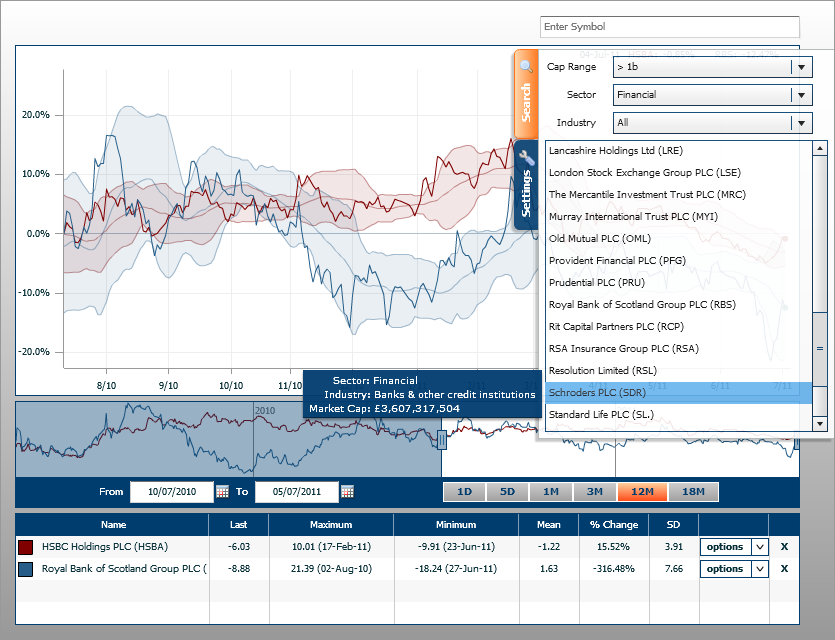 Enter Symbol
Cap Range > 1b
Sector Financial
Industry All
Search
Settings
Lancashire Holdings Ltd (LRE)
London Stock Exchange Group PLC (LSE)
The Mercantile Investment Trust PLC (MRC)
Murray International Trust PLC (MYI)
Old Mutual PLC (OML)
Provident Financial PLC (PFG)
Prudential PLC (PRU)
Royal Bank of Scotland Group PLC (RBS)
Rit Capital Partners PLC (RCP)
RSA Insurance Group PLC (RSA)
Resolution Limited (RSL)
Schroders PLC (SDR)
Standard Life PLC (SL.)
20.0%
10.0%
0.0%
-10.0%
-20.0%
8/10 9/10 10/10 11/10 7/11
Sector: Financial
Industry: Banks & other credit institutions
Market Cap: £3,607,317,504
2010
From 10/07/2010 To 05/07/2011 1D 5D 1M 3M 12M 18M
Name Last Maximum Minimum Mean % Change SD
HSBC Holdings PLC (HSBA) -6.03 10.01 (17-Feb-11) -9.91 (23-Jun-11) -1.22 15.52% 3.91 options X
Royal Bank of Scotland Group PLC ( -8.88 21.39 (02-Aug-10) -18.24 (27-Jun-11) 1.63 -316.48% 7.66 options X